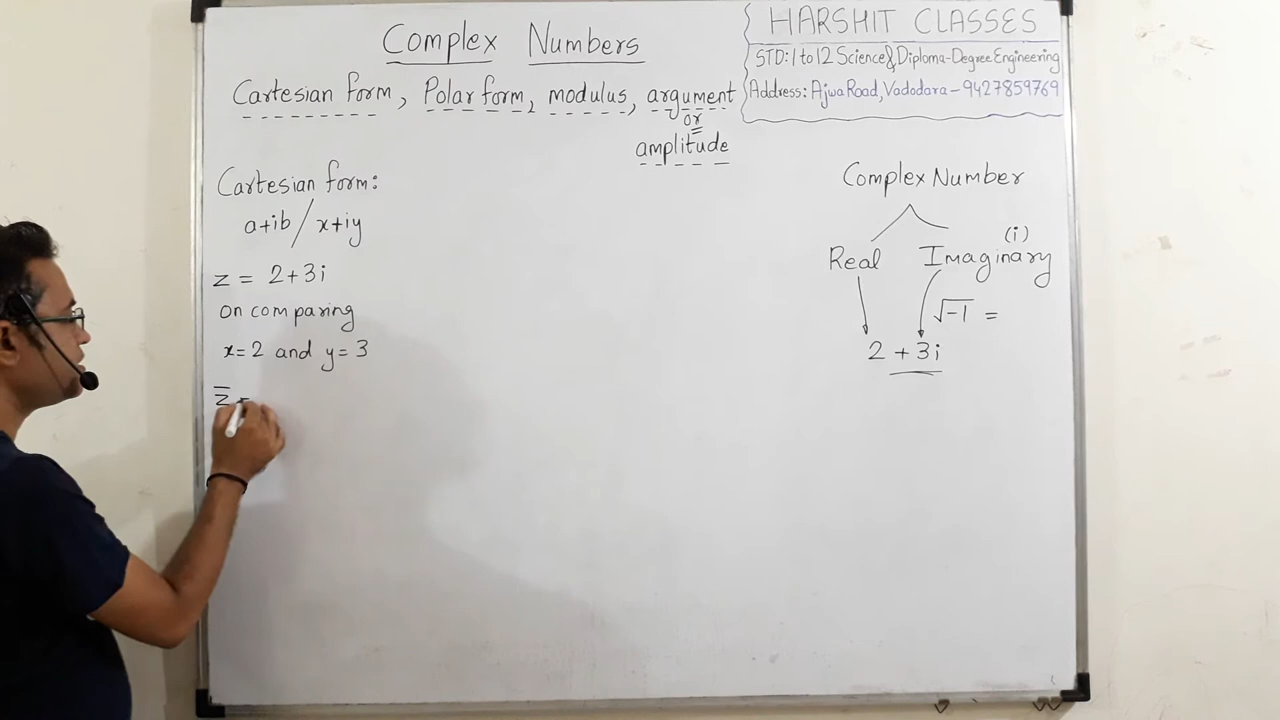 Complex Numbers
Cartesian form, Polar form, modulus, argument
or
amplitude
HARSHIT CLASSES
STD: 1 to 12 Science & Diploma-Degree Engineering
Address: Ajwa Road, Vadodara - 9427859769
Cartesian form:
a+ib / x+iy
z = 2+3i
on comparing
x=2 and y=3
z̅ =
Complex Number
(i)
Real Imaginary
√-1 =
2 + 3i